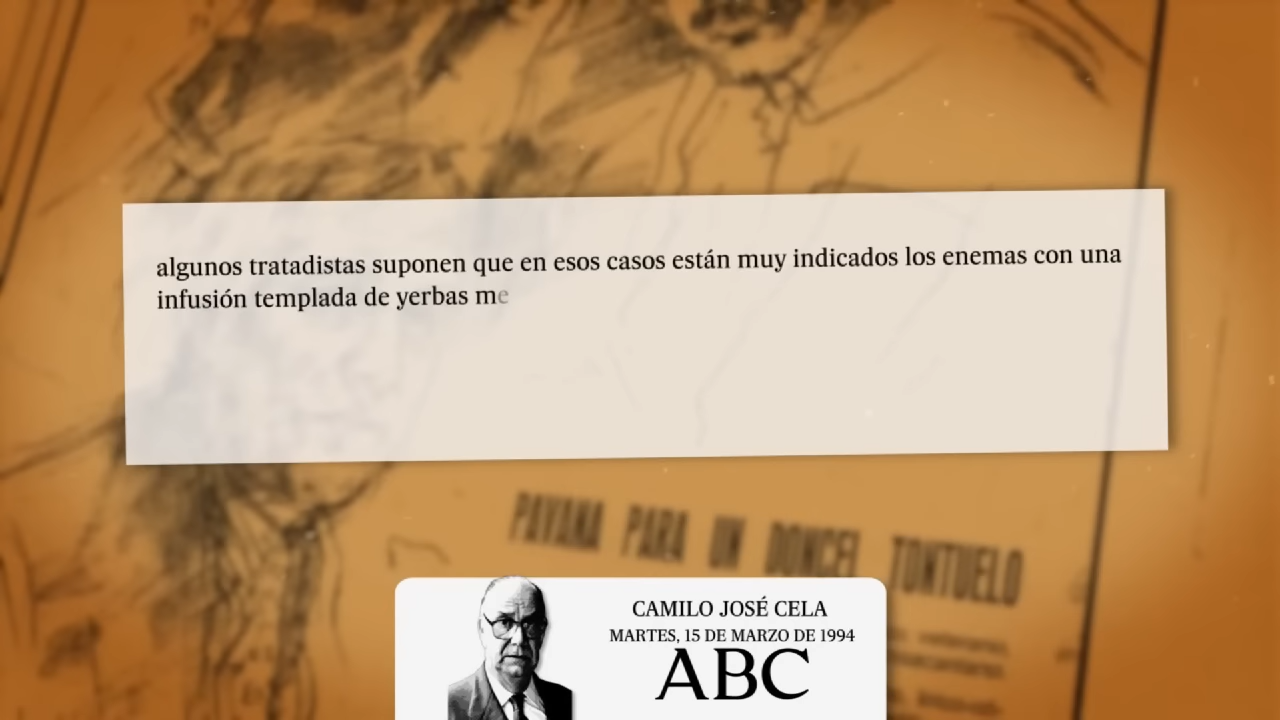 algunos tratadistas suponen que en esos casos están muy indicados los enemas con una
infusión templada de yerbas me
PAVANA PARA UN DONCEL TONTUELO
CAMILO JOSÉ CELA
MARTES, 15 DE MARZO DE 1994
ABC